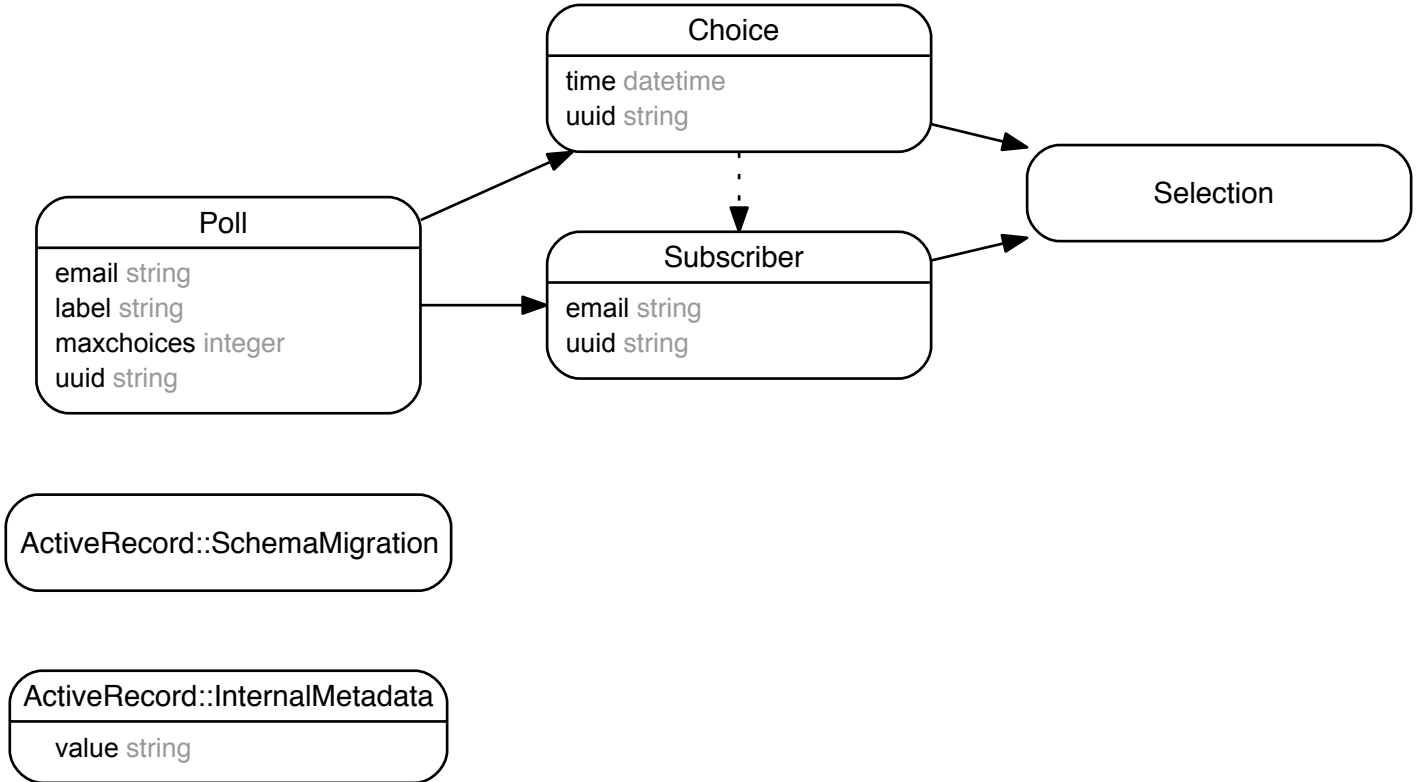 Choice
time datetime
uuid string
Poll
email string
label string
maxchoices integer
uuid string
Subscriber
email string
uuid string
Selection
ActiveRecord::SchemaMigration
ActiveRecord::InternalMetadata
value string